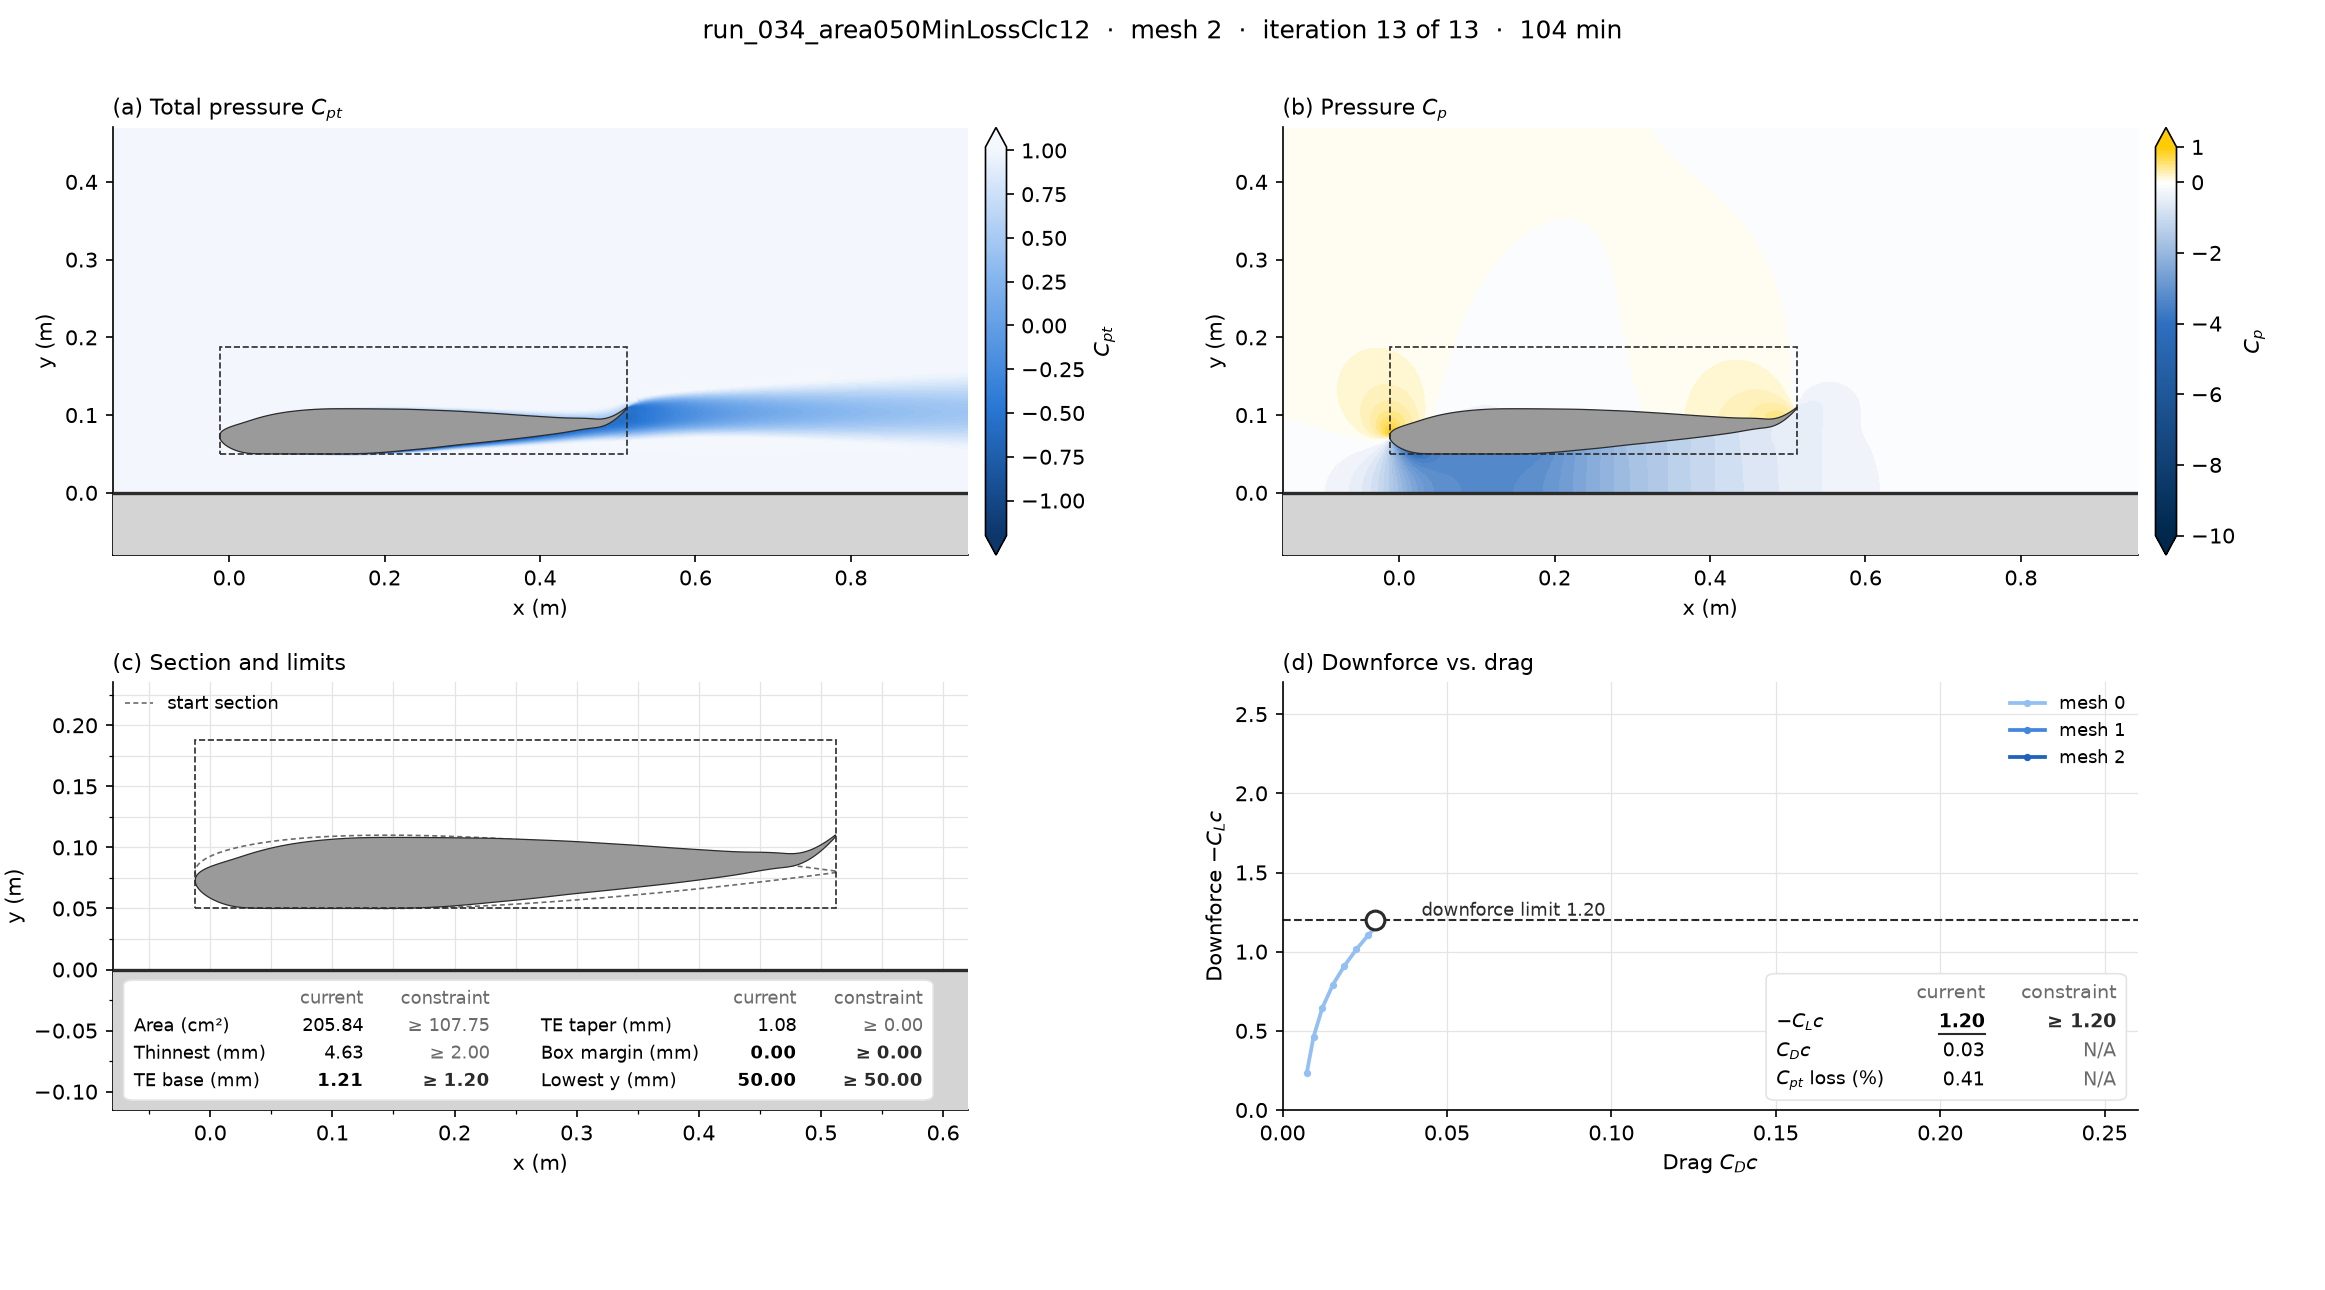 run_034_area050MinLossClc12 · mesh 2 · iteration 13 of 13 · 104 min
(a) Total pressure Cpt
0.4
0.3
0.2
0.1
0.0
y (m)
0.0 0.2 0.4 0.6 0.8
x (m)
1.00
0.75
0.50
0.25
0.00
−0.25
−0.50
−0.75
−1.00
Cpt
(b) Pressure Cp
0.4
0.3
0.2
0.1
0.0
y (m)
0.0 0.2 0.4 0.6 0.8
x (m)
1
0
−2
−4
−6
−8
−10
Cp
(c) Section and limits
start section
0.20
0.15
0.10
0.05
0.00
−0.05
−0.10
y (m)
current constraint current constraint
Area (cm²) 205.84 ≥ 107.75 TE taper (mm) 1.08 ≥ 0.00
Thinnest (mm) 4.63 ≥ 2.00 Box margin (mm) 0.00 ≥ 0.00
TE base (mm) 1.21 ≥ 1.20 Lowest y (mm) 50.00 ≥ 50.00
0.0 0.1 0.2 0.3 0.4 0.5 0.6
x (m)
(d) Downforce vs. drag
mesh 0
mesh 1
mesh 2
2.5
2.0
1.5
1.0
0.5
0.0
Downforce −CLc
downforce limit 1.20
current constraint
−CLc 1.20 ≥ 1.20
CDc 0.03 N/A
Cpt loss (%) 0.41 N/A
0.00 0.05 0.10 0.15 0.20 0.25
Drag CDc